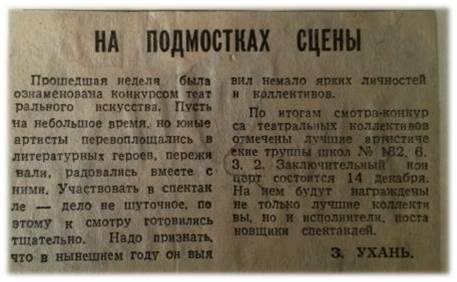 НА ПОДМОСТКАХ СЦЕНЫ
Прошедшая неделя была
ознаменована конкурсом теат
рального искусства. Пусть
на небольшое время, но юные
артисты перевоплощались в
литературных героев, пережи
вали, радовались вместе с
ними. Участвовать в спектак
ле — дело не шуточное, по
этому к смотру готовились
тщательно. Надо признать,
что в нынешнем году он выя
вил немало ярких личностей
и коллективов.
По итогам смотра-конкур
са театральных коллективов
отмечены лучшие артистиче
ские труппы школ № 182, 6,
3, 2. Заключительный кон
церт состоится 14 декабря.
На нем будут награждены
не только лучшие коллекти
вы, но и исполнители, поста
новщики спектаклей.
З. УХАНЬ.